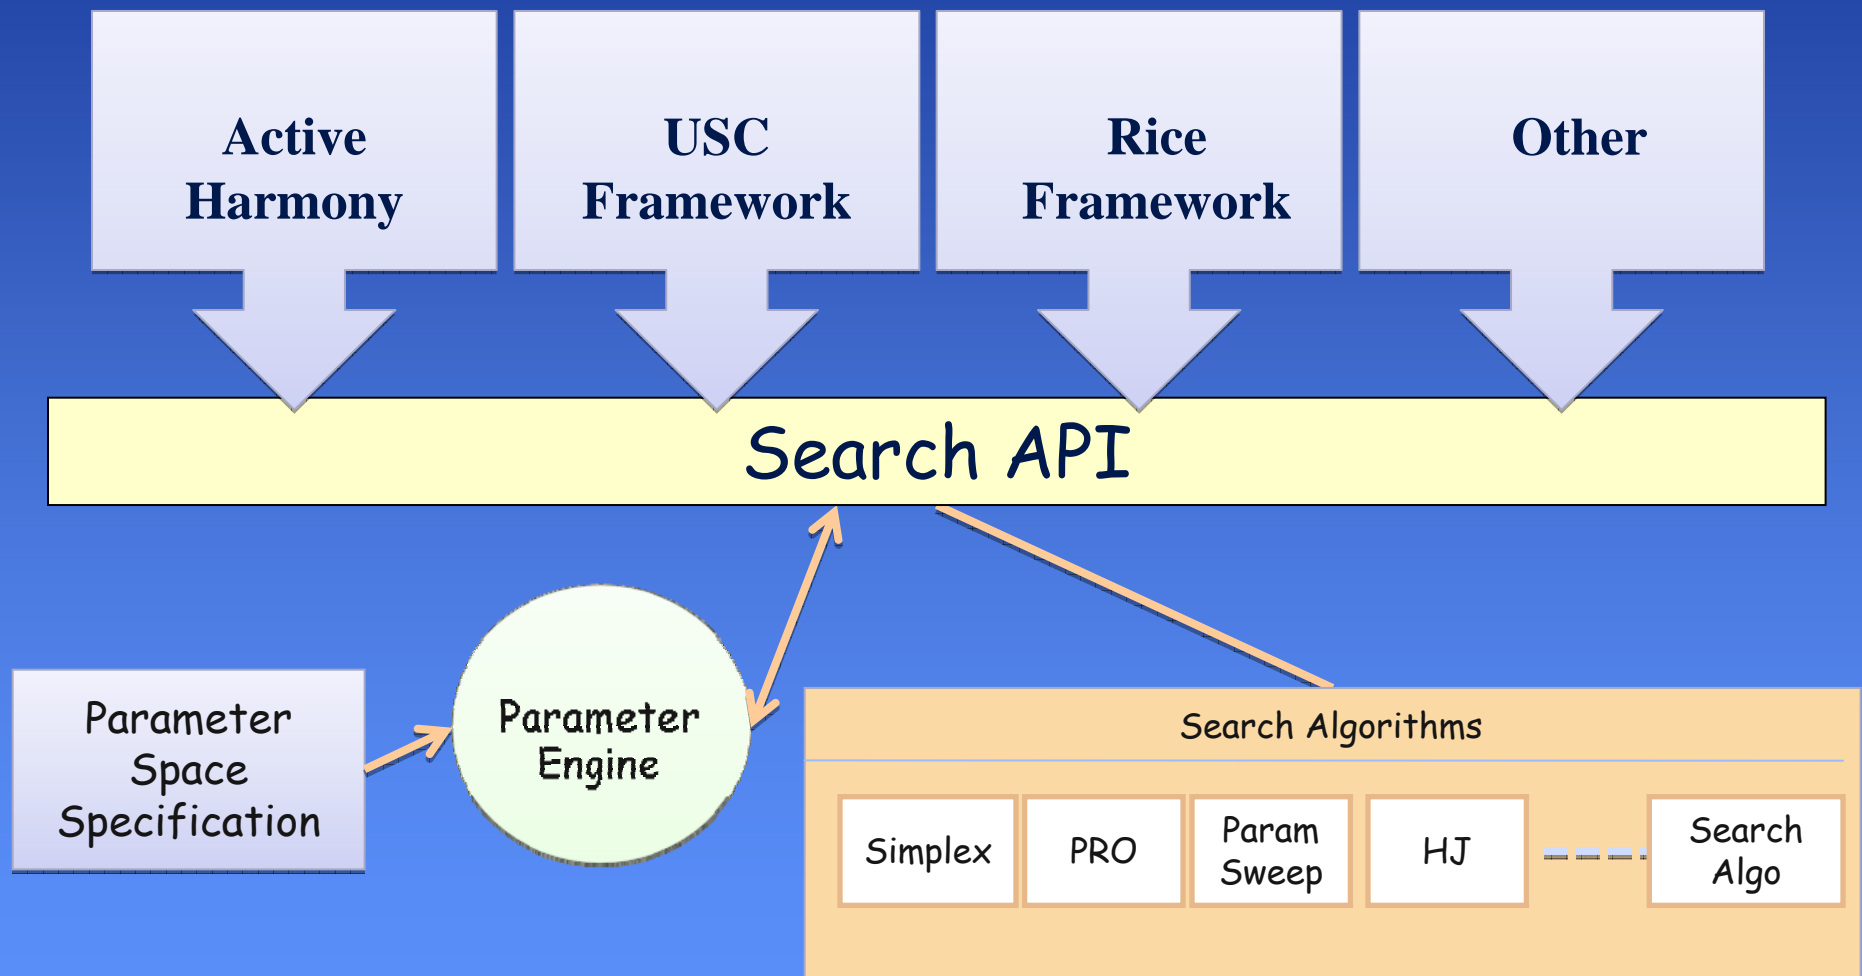 Active
Harmony
USC
Framework
Rice
Framework
Other
Search API
Parameter
Space
Specification
Parameter
Engine
Search Algorithms
Simplex
PRO
Param
Sweep
HJ
Search
Algo